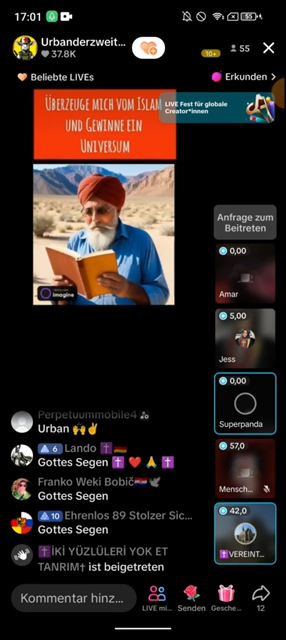 17:01
55
Urbanderzweit...
37.8K
10+
55
Beliebte LIVEs
Erkunden >
ÜBERZEUGE MICH VOM ISLAM
UND GEWINNE EIN
UNIVERSUM
LIVE Fest für globale
Creator*innen
imagine
Anfrage zum
Beitreten
0,00
Amar
5,00
Jess
0,00
Superpanda
57,0
Mensch...
42,0
VEREINT...
Perpetuummobile4
Urban 🙌✌
6 Lando ✝️🇩🇪
Gottes Segen ✝️ ❤️ 🙏 ✝️
Franko Weki Bobič🇭🇷🕊
Gottes Segen
10 Ehrenlos 89 Stolzer Sic...
Gottes Segen
✝️İKİ YÜZLÜLERİ YOK ET
TANRIM✝ ist beigetreten
Kommentar hinz...
LIVE mi...
Senden
Gesche...
12